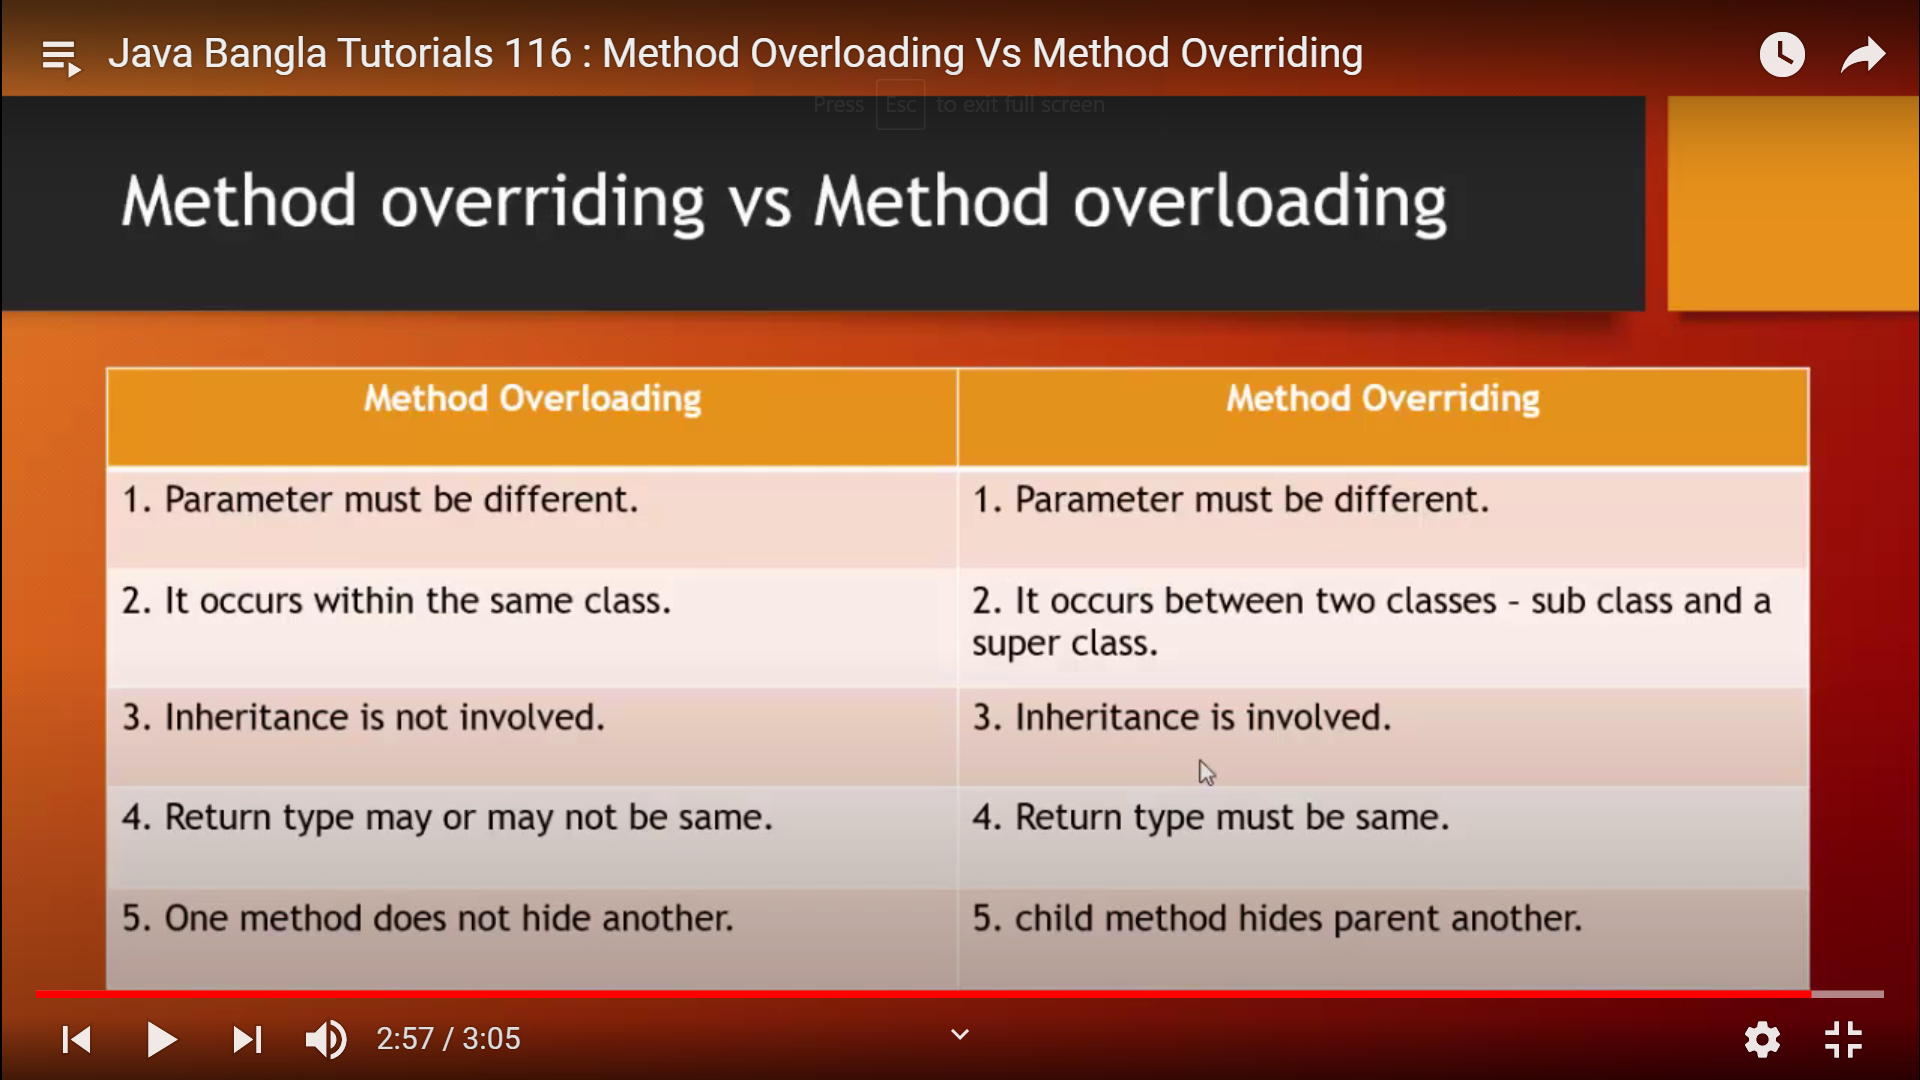 Java Bangla Tutorials 116 : Method Overloading Vs Method Overriding
Press Esc to exit full screen
Method overriding vs Method overloading
Method Overloading
Method Overriding
1. Parameter must be different.
1. Parameter must be different.
2. It occurs within the same class.
2. It occurs between two classes – sub class and a
super class.
3. Inheritance is not involved.
3. Inheritance is involved.
4. Return type may or may not be same.
4. Return type must be same.
5. One method does not hide another.
5. child method hides parent another.
2:57 / 3:05